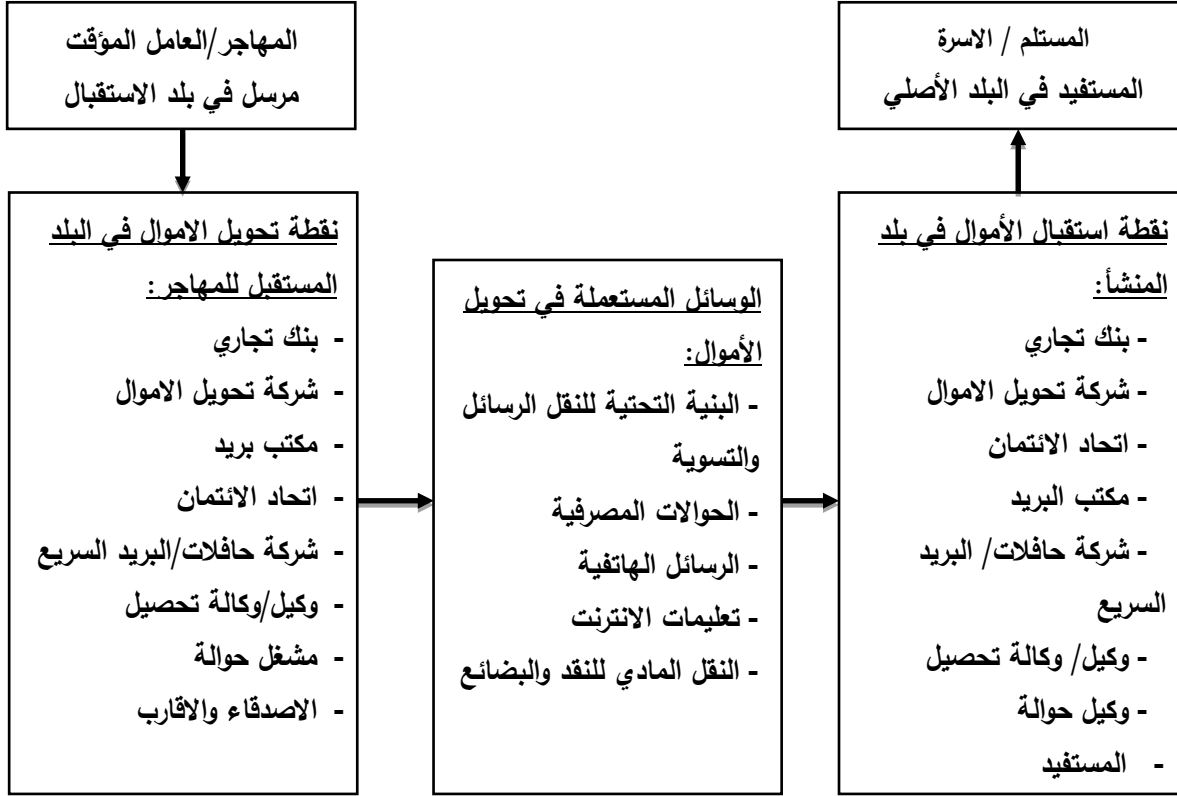 المهاجر/العامل المؤقت
مرسل في بلد الاستقبال
المستلم / الاسرة
المستفيد في البلد الأصلي
نقطة تحويل الاموال في البلد
المستقبل للمهاجر:
- بنك تجاري
- شركة تحويل الاموال
- مكتب بريد
- اتحاد الائتمان
- شركة حافلات/البريد السريع
- وكيل/وكالة تحصيل
- مشغل حوالة
- الاصدقاء والاقارب
الوسائل المستعملة في تحويل
الأموال:
- البنية التحتية للنقل الرسائل
والتسوية
- الحوالات المصرفية
- الرسائل الهاتفية
- تعليمات الانترنت
- النقل المادي للنقد والبضائع
نقطة استقبال الأموال في بلد
المنشأ:
- بنك تجاري
- شركة تحويل الاموال
- اتحاد الائتمان
- مكتب البريد
- شركة حافلات/ البريد
السريع
- وكيل/ وكالة تحصيل
- وكيل حوالة
- المستفيد